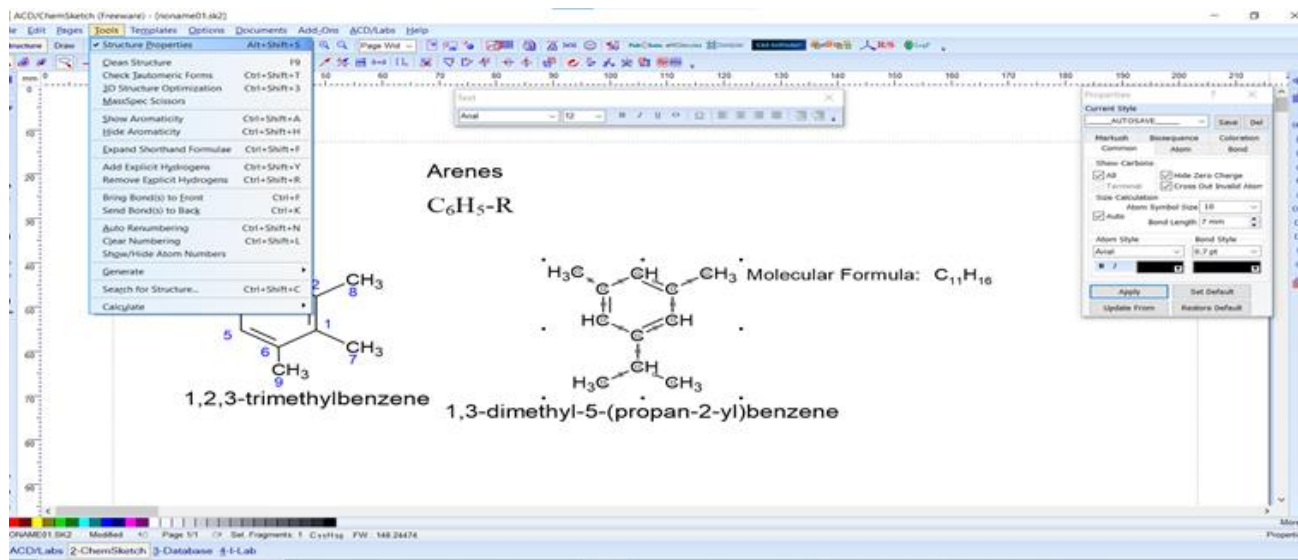 ACD/ChemSketch (Freeware) - [noname01.sk2]
Edit Pages Tools Templates Options Documents Add-Ons ACD/Labs Help
Structure Draw
Page Wid
Structure Properties Alt+Shift+S
Clean Structure F9
Check Tautomeric Forms Ctrl+Shift+T
3D Structure Optimization Ctrl+Shift+3
MassSpec Scissors
Show Aromaticity Ctrl+Shift+A
Hide Aromaticity Ctrl+Shift+H
Expand Shorthand Formulae Ctrl+Shift+F
Add Explicit Hydrogens Ctrl+Shift+Y
Remove Explicit Hydrogens Ctrl+Shift+R
Bring Bond(s) to Front Ctrl+F
Send Bond(s) to Back Ctrl+K
Auto Renumbering Ctrl+Shift+N
Clear Numbering Ctrl+Shift+L
Show/Hide Atom Numbers
Generate
Search for Structure... Ctrl+Shift+C
Calculate
Text
Arial 12
Properties
Current Style
____AUTOSAVE____ Save Del
Markush Biosequence Coloration
Common Atom Bond
Show Carbons
All Hide Zero Charge
Terminal Cross Out Invalid Atom
Size Calculation
Atom Symbol Size 10
Auto Bond Length 7 mm
Atom Style Bond Style
Arial 0.7 pt
B I
Apply Set Default
Update From Restore Default
Arenes
C₆H₅-R
2 CH₃
8
1
5
6 CH₃
7
CH₃
9
1,2,3-trimethylbenzene
H₃C CH CH₃ Molecular Formula: C₁₁H₁₆
C C
HC CH
C
CH
H₃C CH₃
1,3-dimethyl-5-(propan-2-yl)benzene
NONAME01.SK2 Modified Page 1/1 Sel. Fragments: 1 C₁₁H₁₆ FW: 148.24474
ACD/Labs 2-ChemSketch 3-Database 4-I-Lab